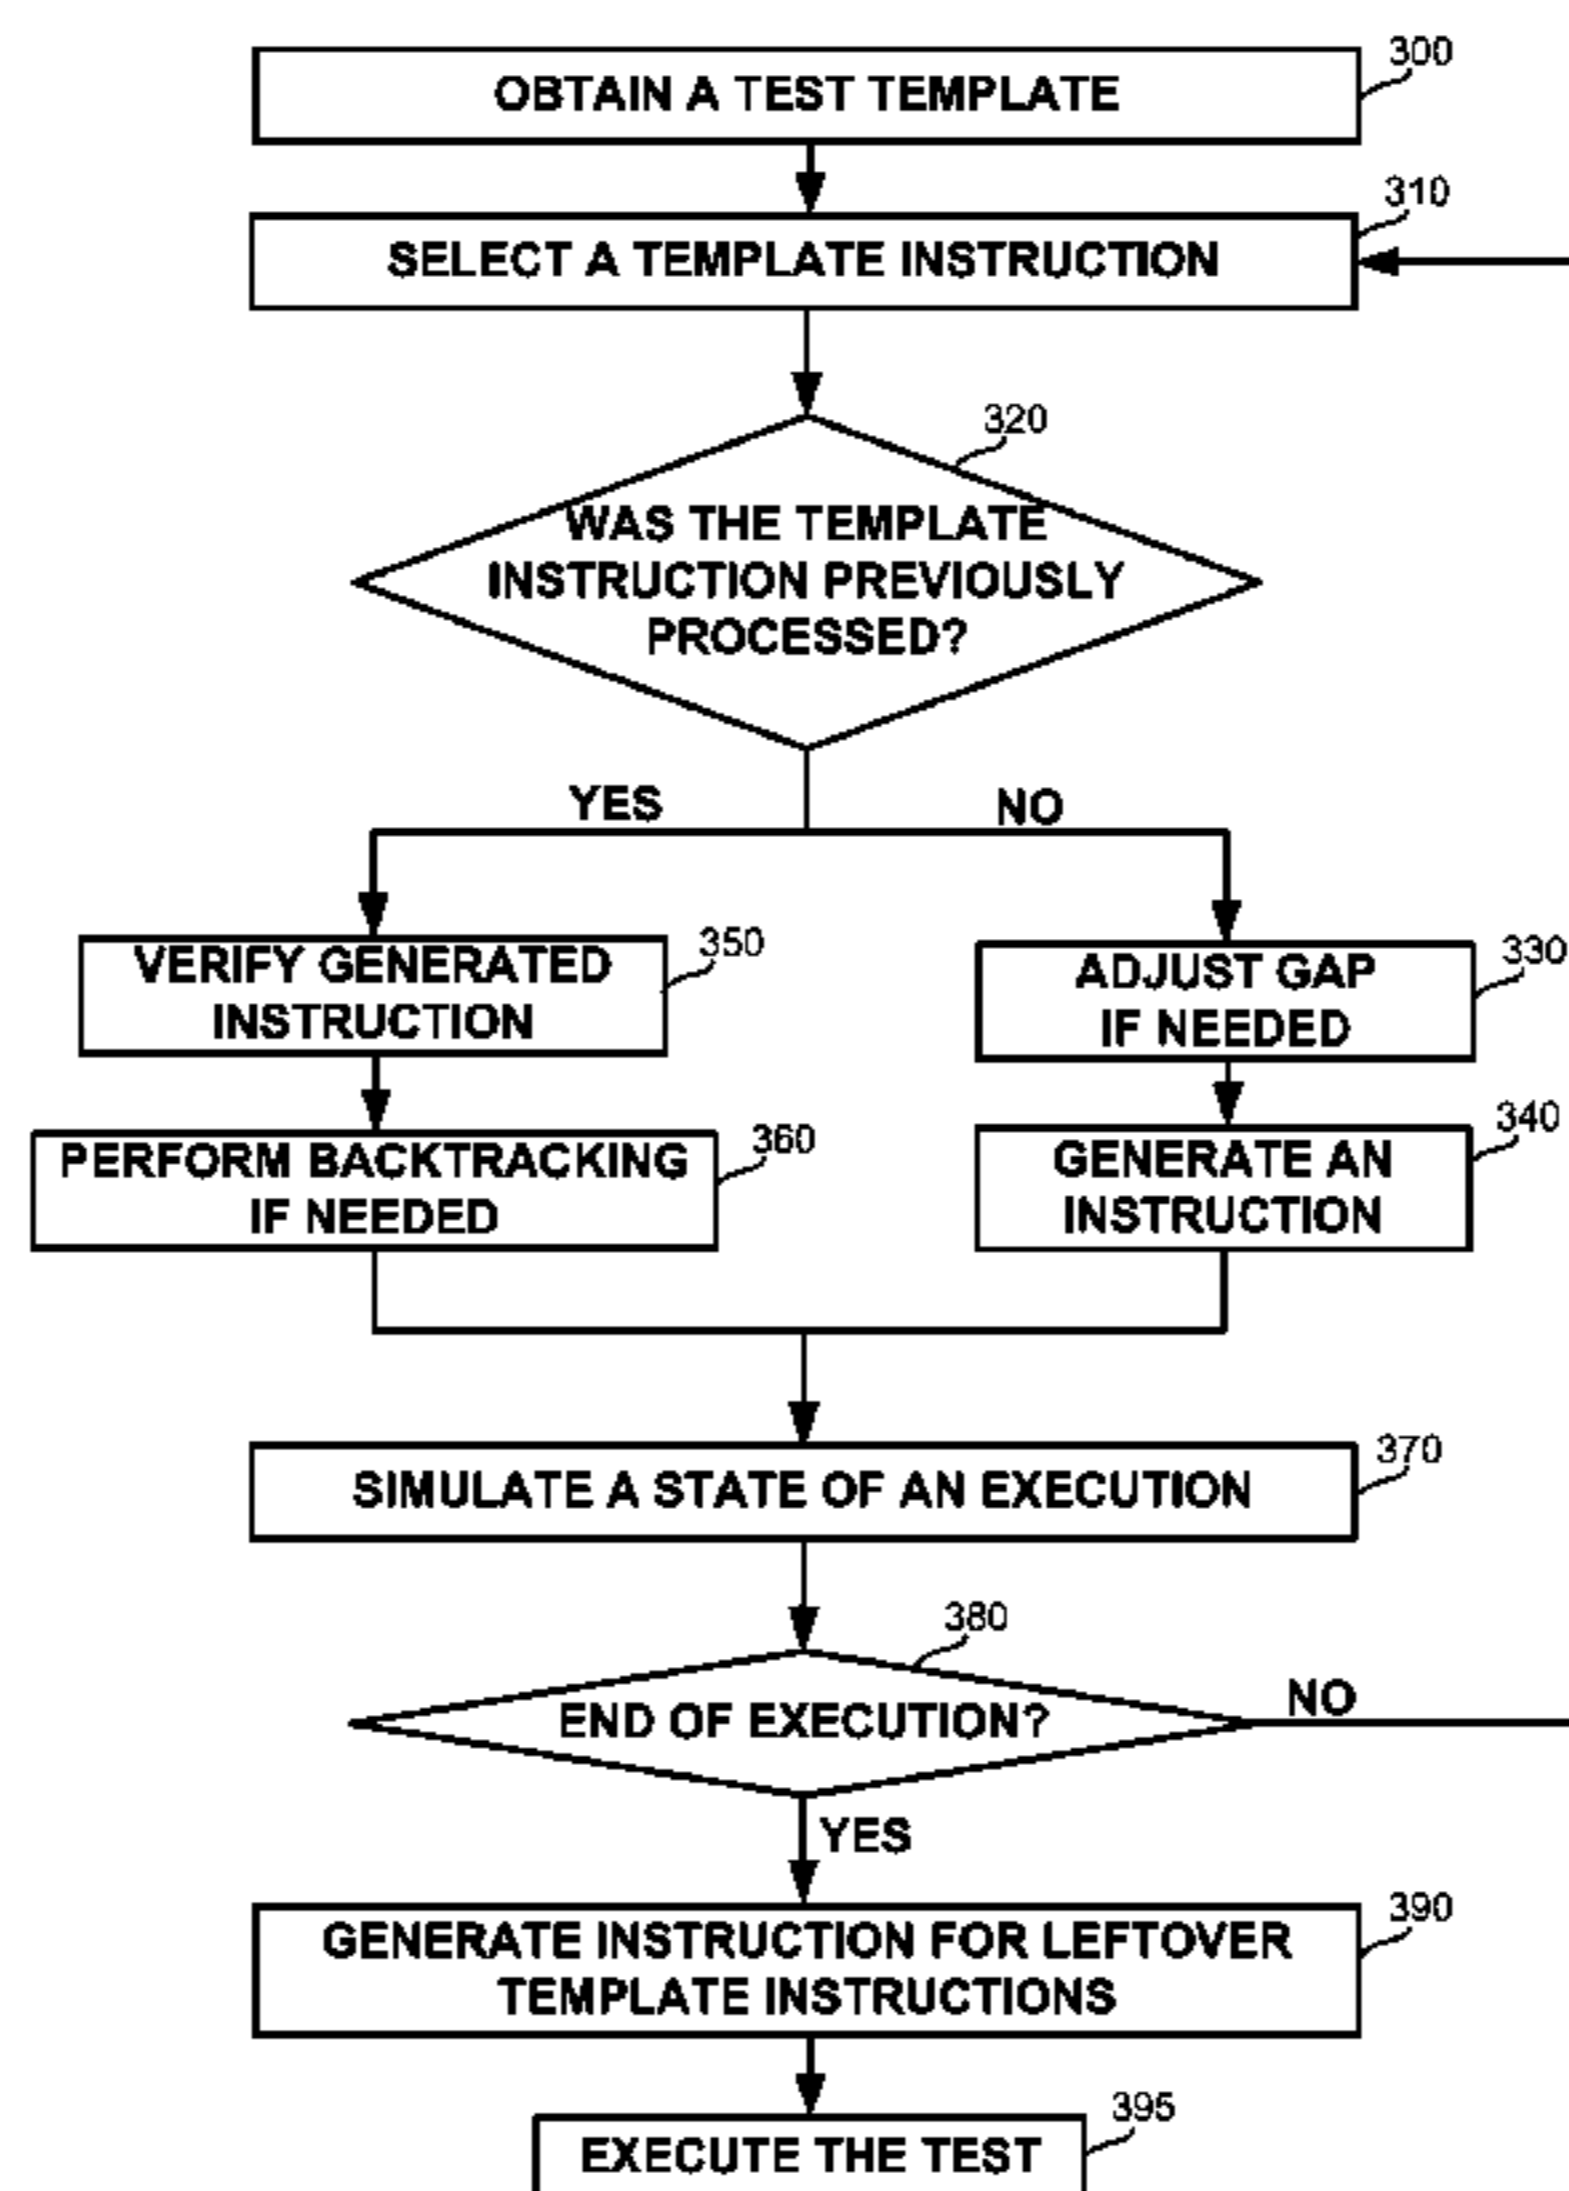 300
OBTAIN A TEST TEMPLATE
310
SELECT A TEMPLATE INSTRUCTION
320
WAS THE TEMPLATE
INSTRUCTION PREVIOUSLY
PROCESSED?
YES
NO
350
VERIFY GENERATED
INSTRUCTION
330
ADJUST GAP
IF NEEDED
360
PERFORM BACKTRACKING
IF NEEDED
340
GENERATE AN
INSTRUCTION
370
SIMULATE A STATE OF AN EXECUTION
380
END OF EXECUTION?
NO
YES
390
GENERATE INSTRUCTION FOR LEFTOVER
TEMPLATE INSTRUCTIONS
395
EXECUTE THE TEST